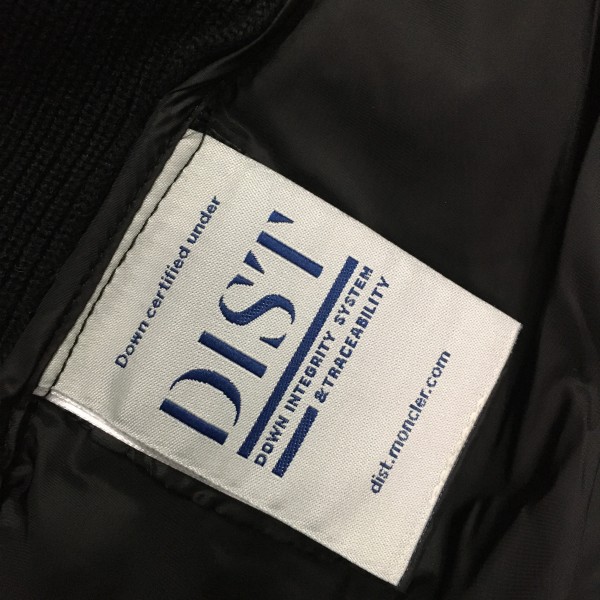 Down certified under
DIST
DOWN INTEGRITY SYSTEM
& TRACEABILITY
dist.moncler.com